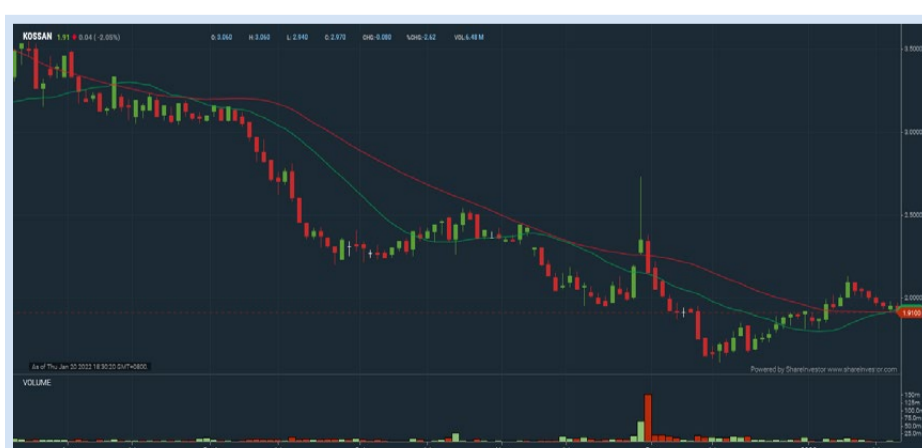 KOSSAN 1.91 0.04 (-2.05%) O: 3.060 H: 3.060 L: 2.940 C: 2.970 CHG:-0.080 %CHG:-2.62 VOL:6.48 M
3.5000
3.0000
2.5000
2.0000
1.9100
As of Thu Jan 20 2022 18:30:20 GMT+0800.
Powered by ShareInvestor www.shareinvestor.com
VOLUME
150m
125m
100.0m
75.0m
50.0m
25.0m